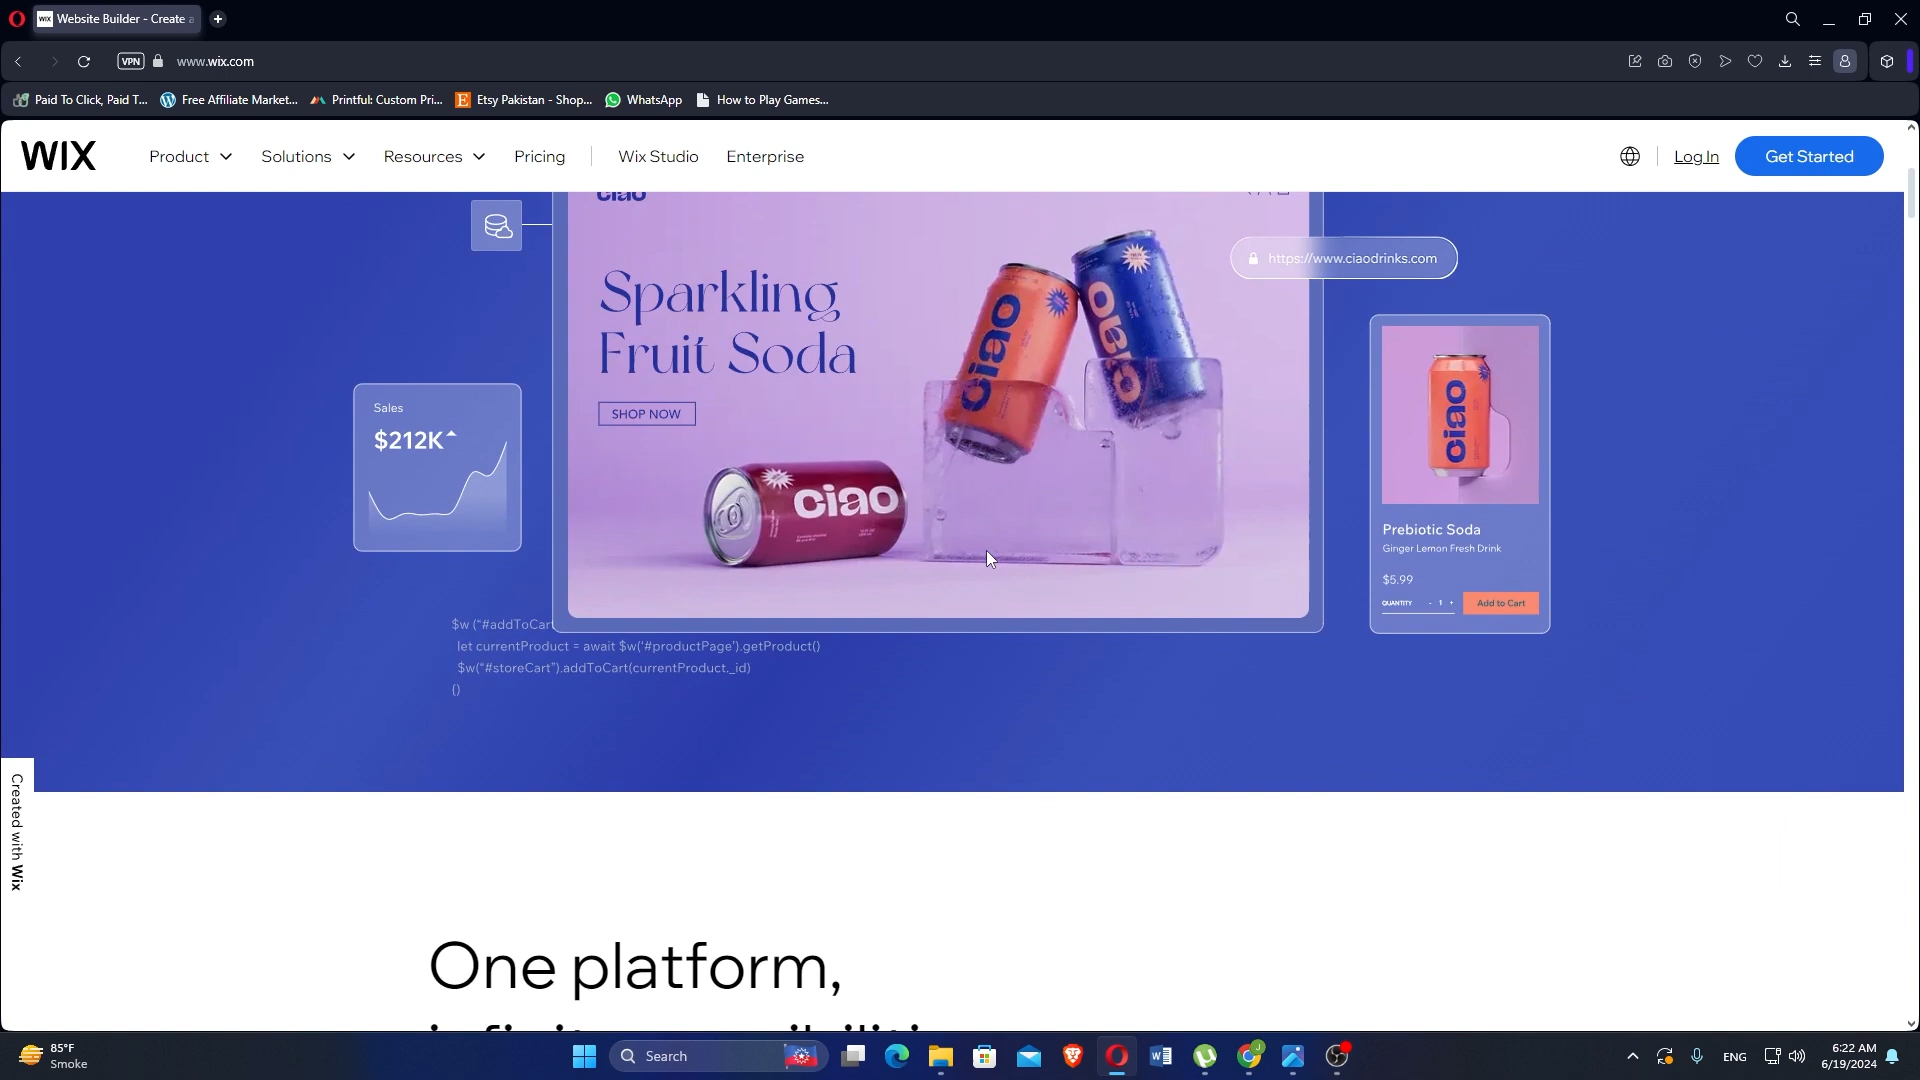 WIX Website Builder - Create a
VPN www.wix.com
Paid To Click, Paid T... Free Affiliate Market... Printful: Custom Pri... Etsy Pakistan - Shop... WhatsApp How to Play Games...
WIX Product Solutions Resources Pricing Wix Studio Enterprise Log In Get Started
ciao
https://www.ciaodrinks.com
Sparkling
Fruit Soda
SHOP NOW
ciao
ciao
ciao
Sales
$212K
ciao
Prebiotic Soda
Ginger Lemon Fresh Drink
$5.99
QUANTITY - 1 + Add to Cart
$w ("#addToCart
let currentProduct = await $w('#productPage').getProduct()
$w("#storeCart").addToCart(currentProduct._id)
{}
Created with Wix
One platform,
85°F
Smoke
Search
ENG
6:22 AM
6/19/2024